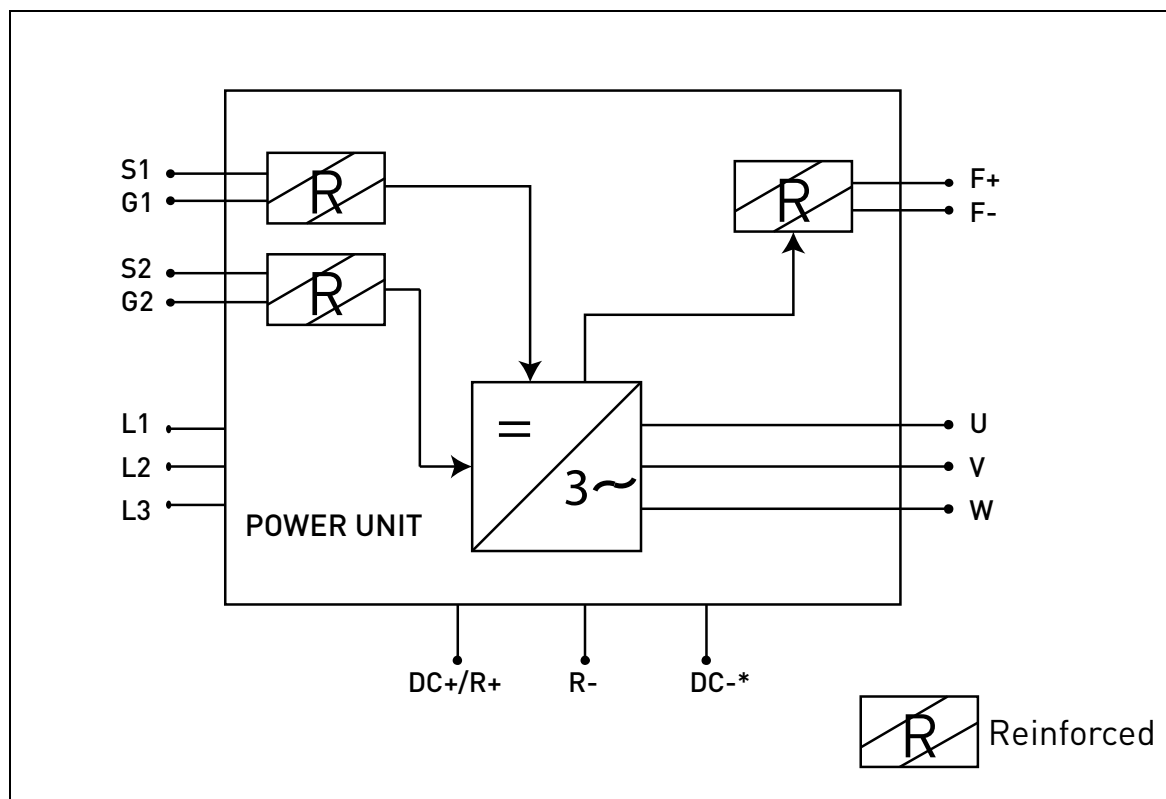 S1
G1
S2
G2
L1
L2
L3
R
R
R
F+
F-
=
3~
U
V
W
POWER UNIT
DC+/R+
R-
DC-*
R Reinforced